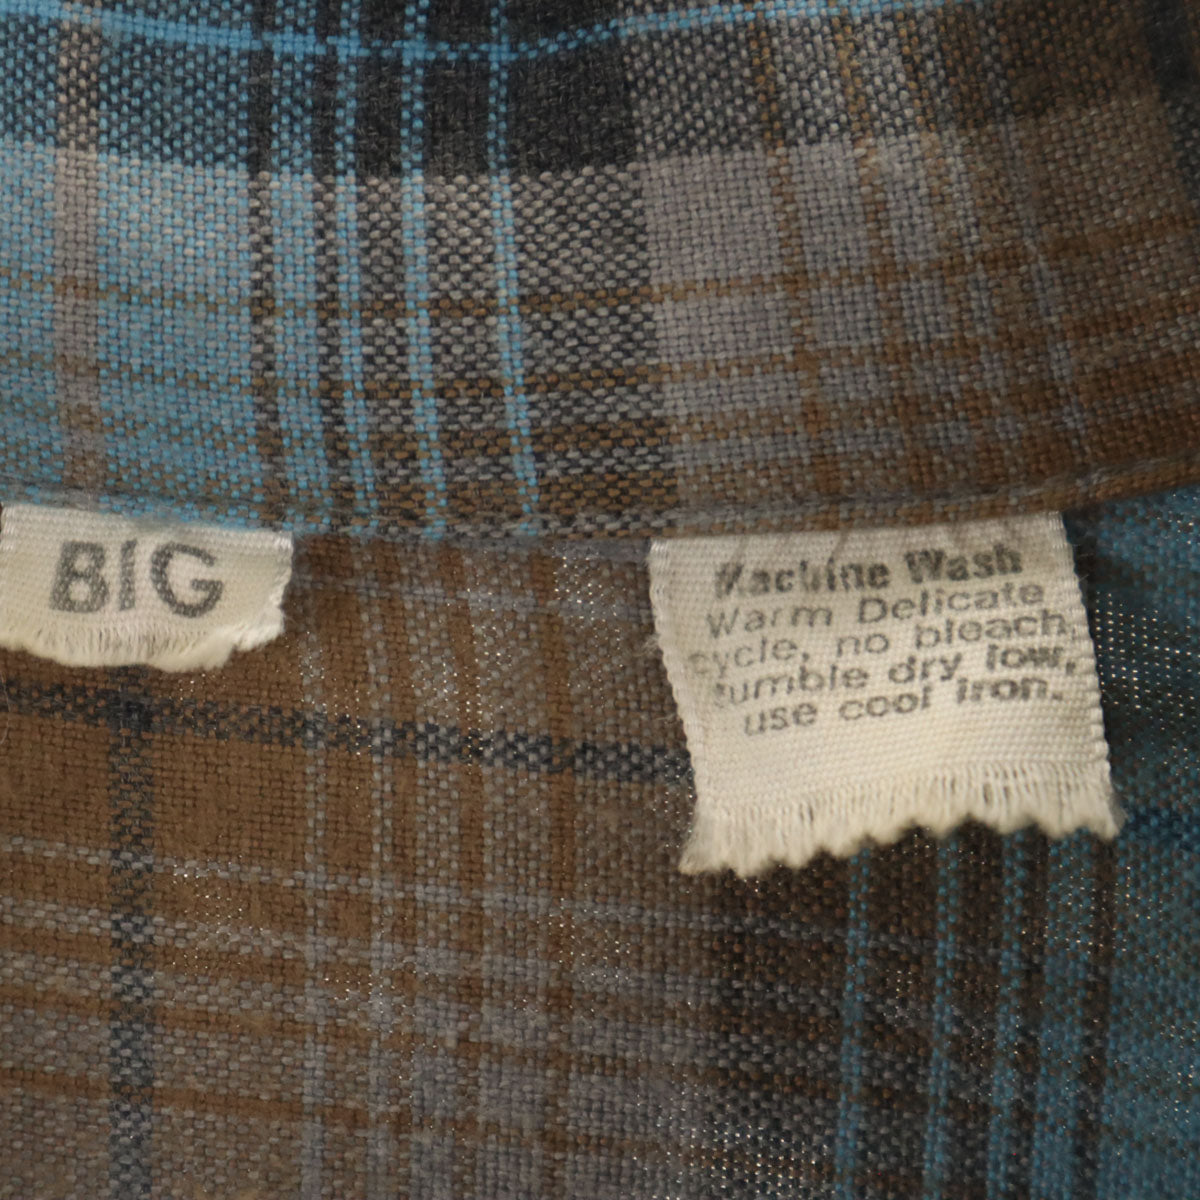 BIG
Machine Wash
Warm Delicate
cycle, no bleach,
tumble dry low,
use cool iron.